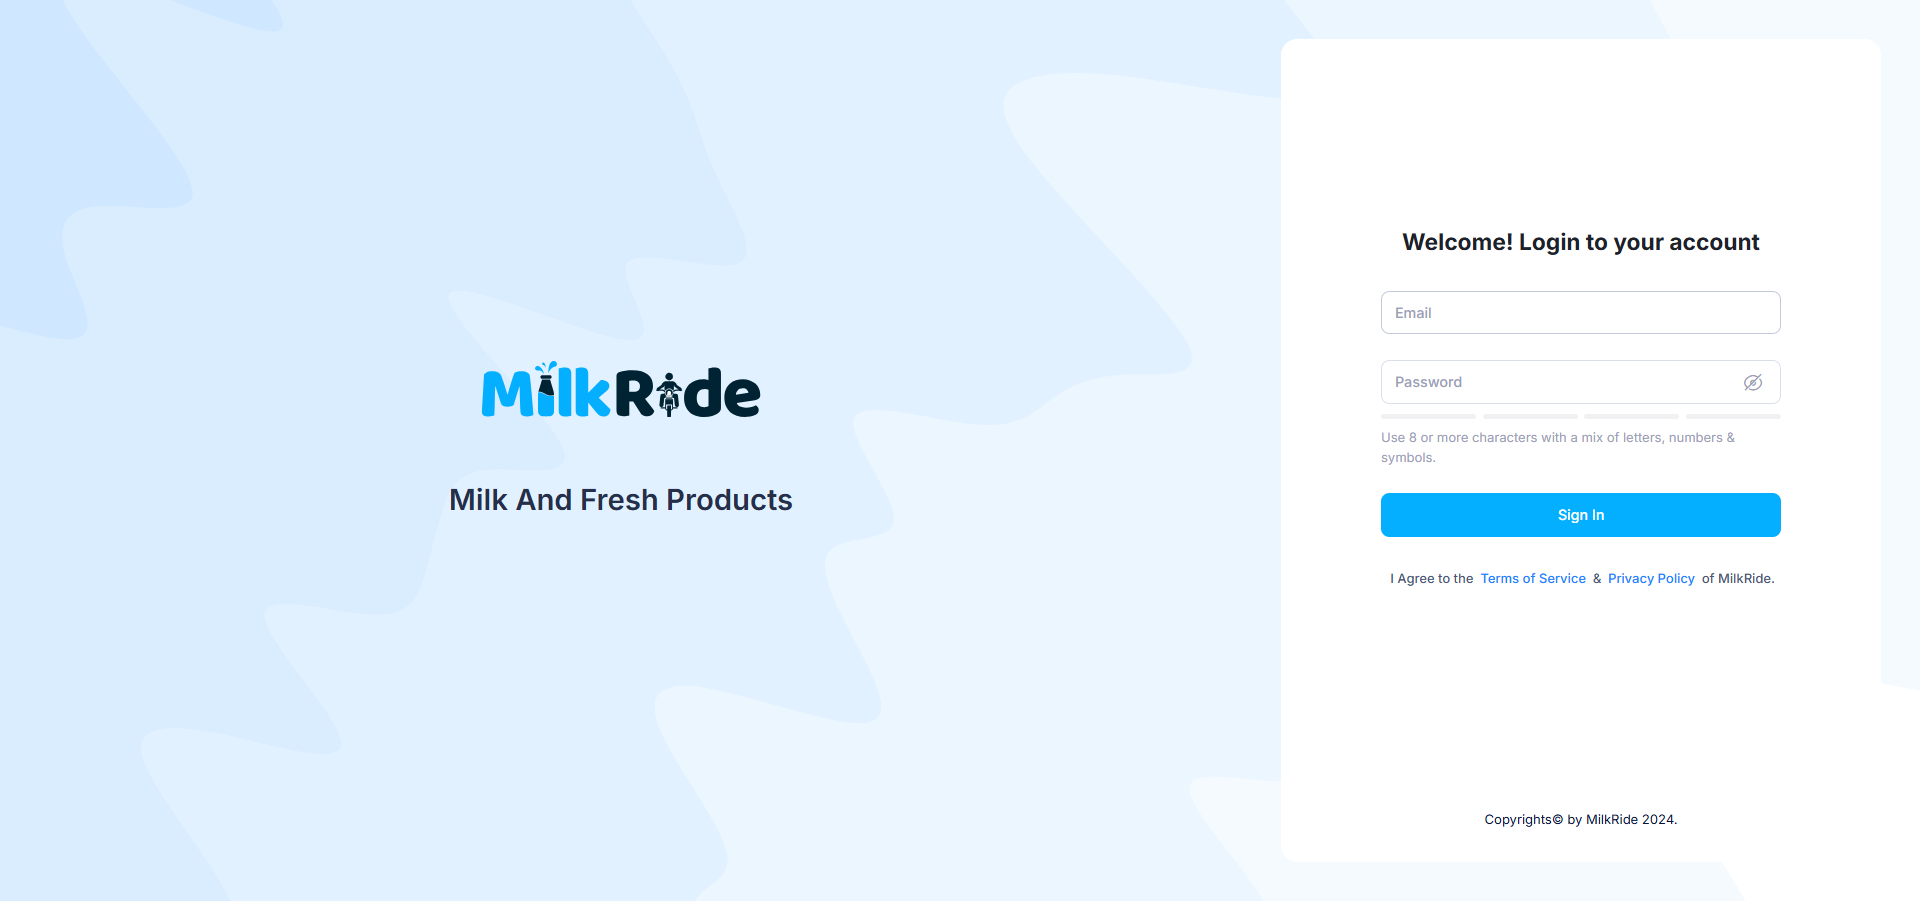 MilkRide
Milk And Fresh Products
Welcome! Login to your account
Email
Password
Use 8 or more characters with a mix of letters, numbers &
symbols.
Sign In
I Agree to the Terms of Service & Privacy Policy of MilkRide.
Copyrights© by MilkRide 2024.